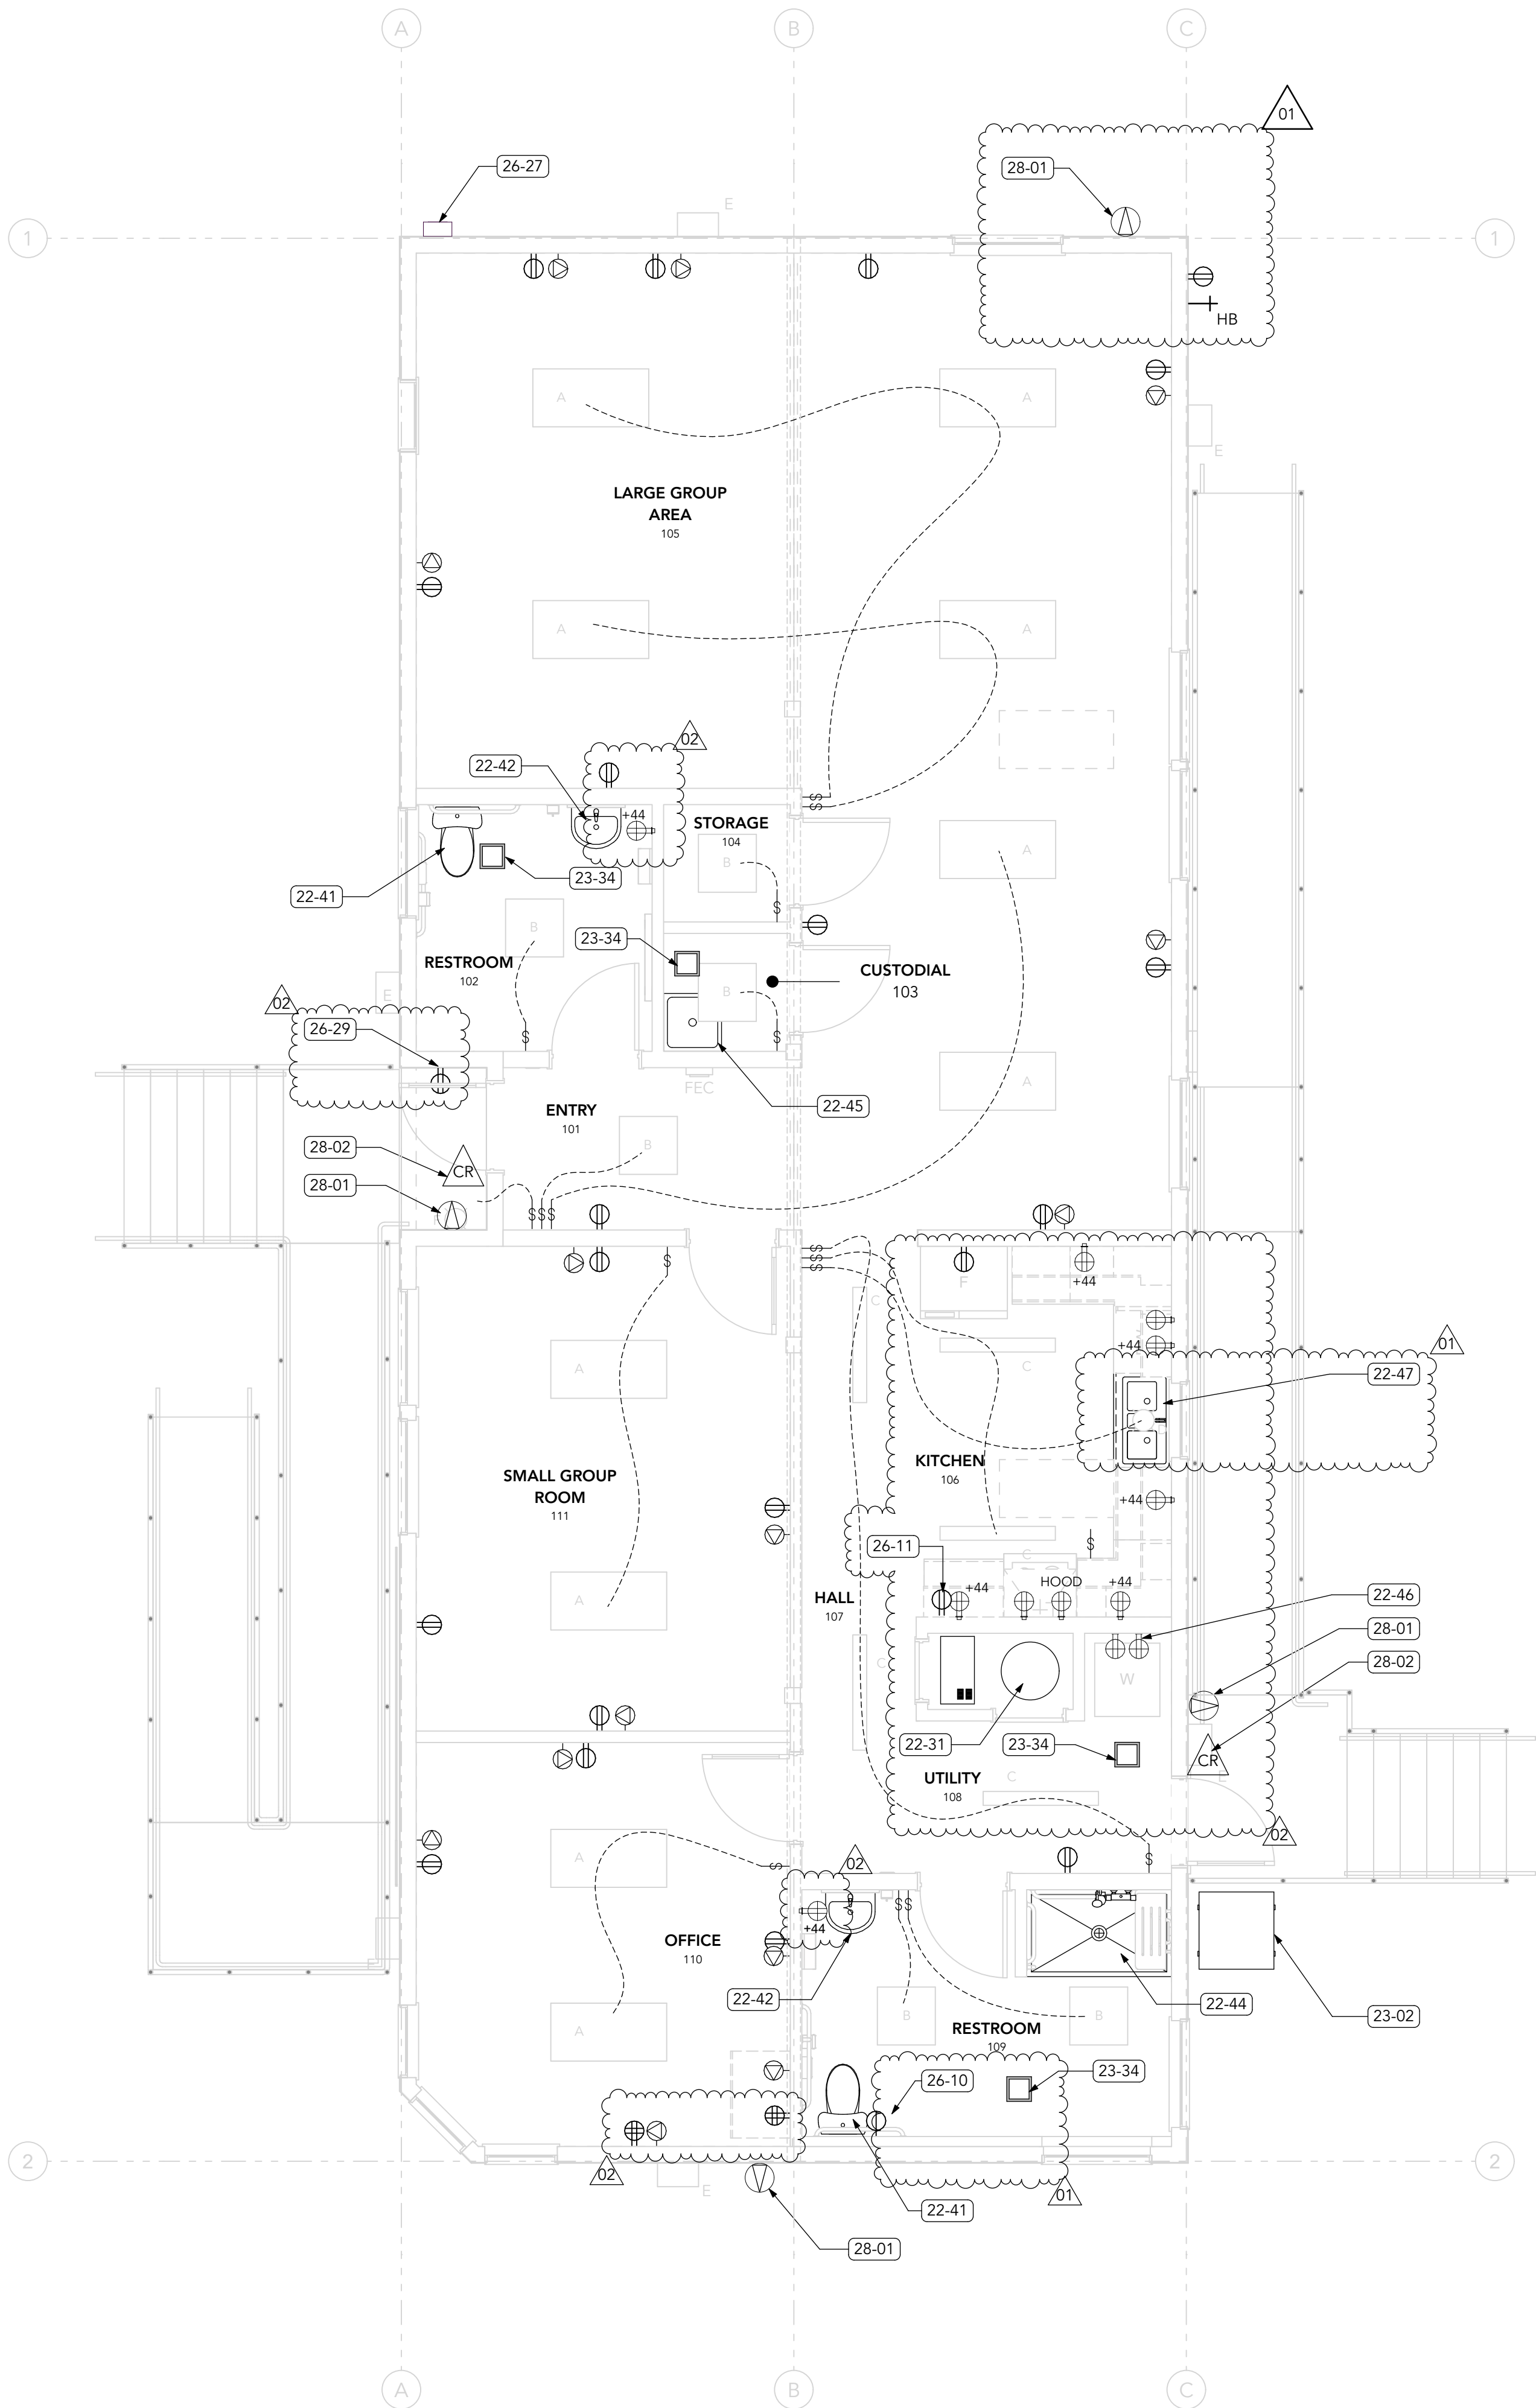 A
B
C
01
26-27
28-01
E
1
1
HB
A
A
E
LARGE GROUP
AREA
105
A
A
02
22-42
+44
STORAGE
104
A
B
22-41
23-34
B
23-34
RESTROOM
102
CUSTODIAL
103
B
E
02
26-29
A
FEC
22-45
ENTRY
101
B
28-02
CR
28-01
$
$
$
$
$
$
$
$
$
$
$
$
F
+44
C
+44
01
A
C
22-47
SMALL GROUP
ROOM
111
KITCHEN
106
+44
$
26-11
C
A
+44
HOOD
+44
HALL
107
22-46
28-01
28-02
C
W
22-31
23-34
CR
E
UTILITY
108
C
02
A
02
$
$
$
$
+44
OFFICE
110
22-42
22-44
23-02
A
B
B
RESTROOM
109
26-10
23-34
02
E
01
22-41
2
2
28-01
A
B
C